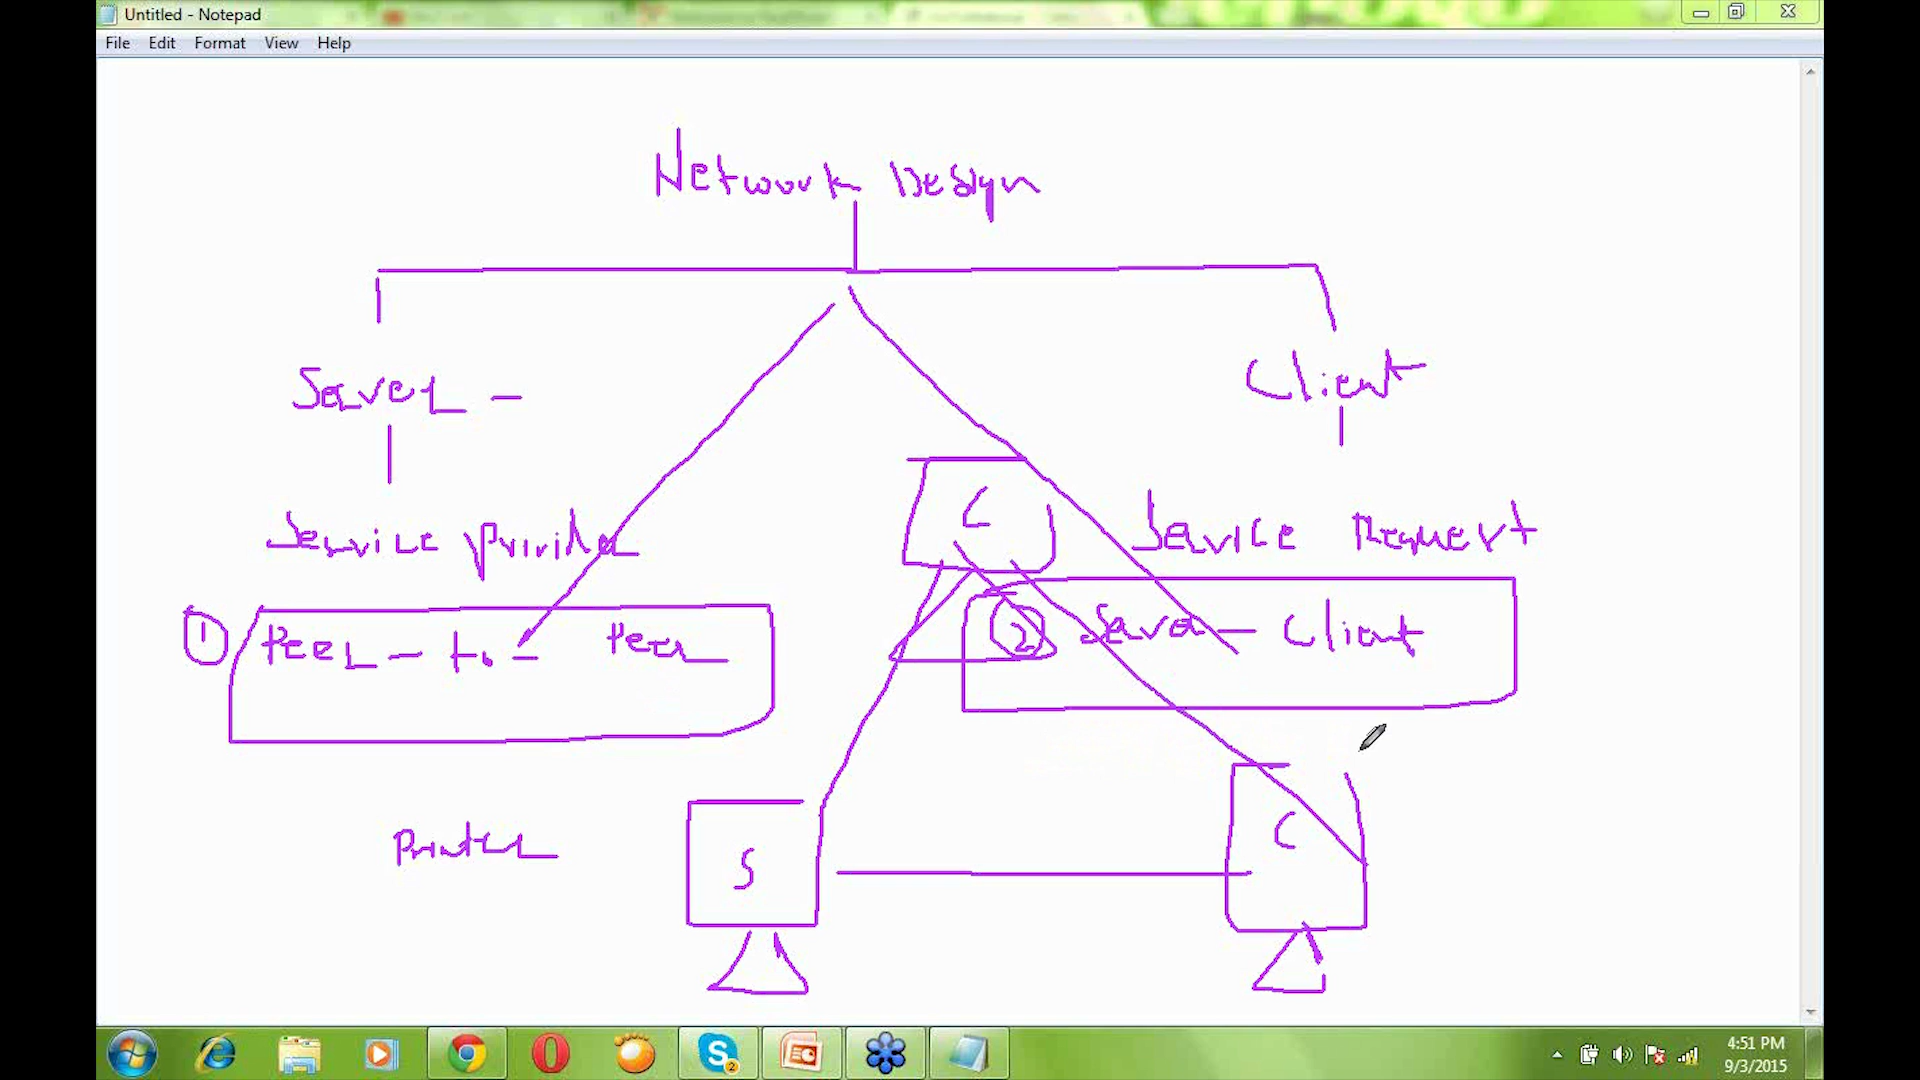 Untitled - Notepad
File Edit Format View Help
Network Design
Server - Client
Service provider Service Request
1 Peer - to - Peer 2 Server - Client
C
Printer S C
S 2
4:51 PM
9/3/2015